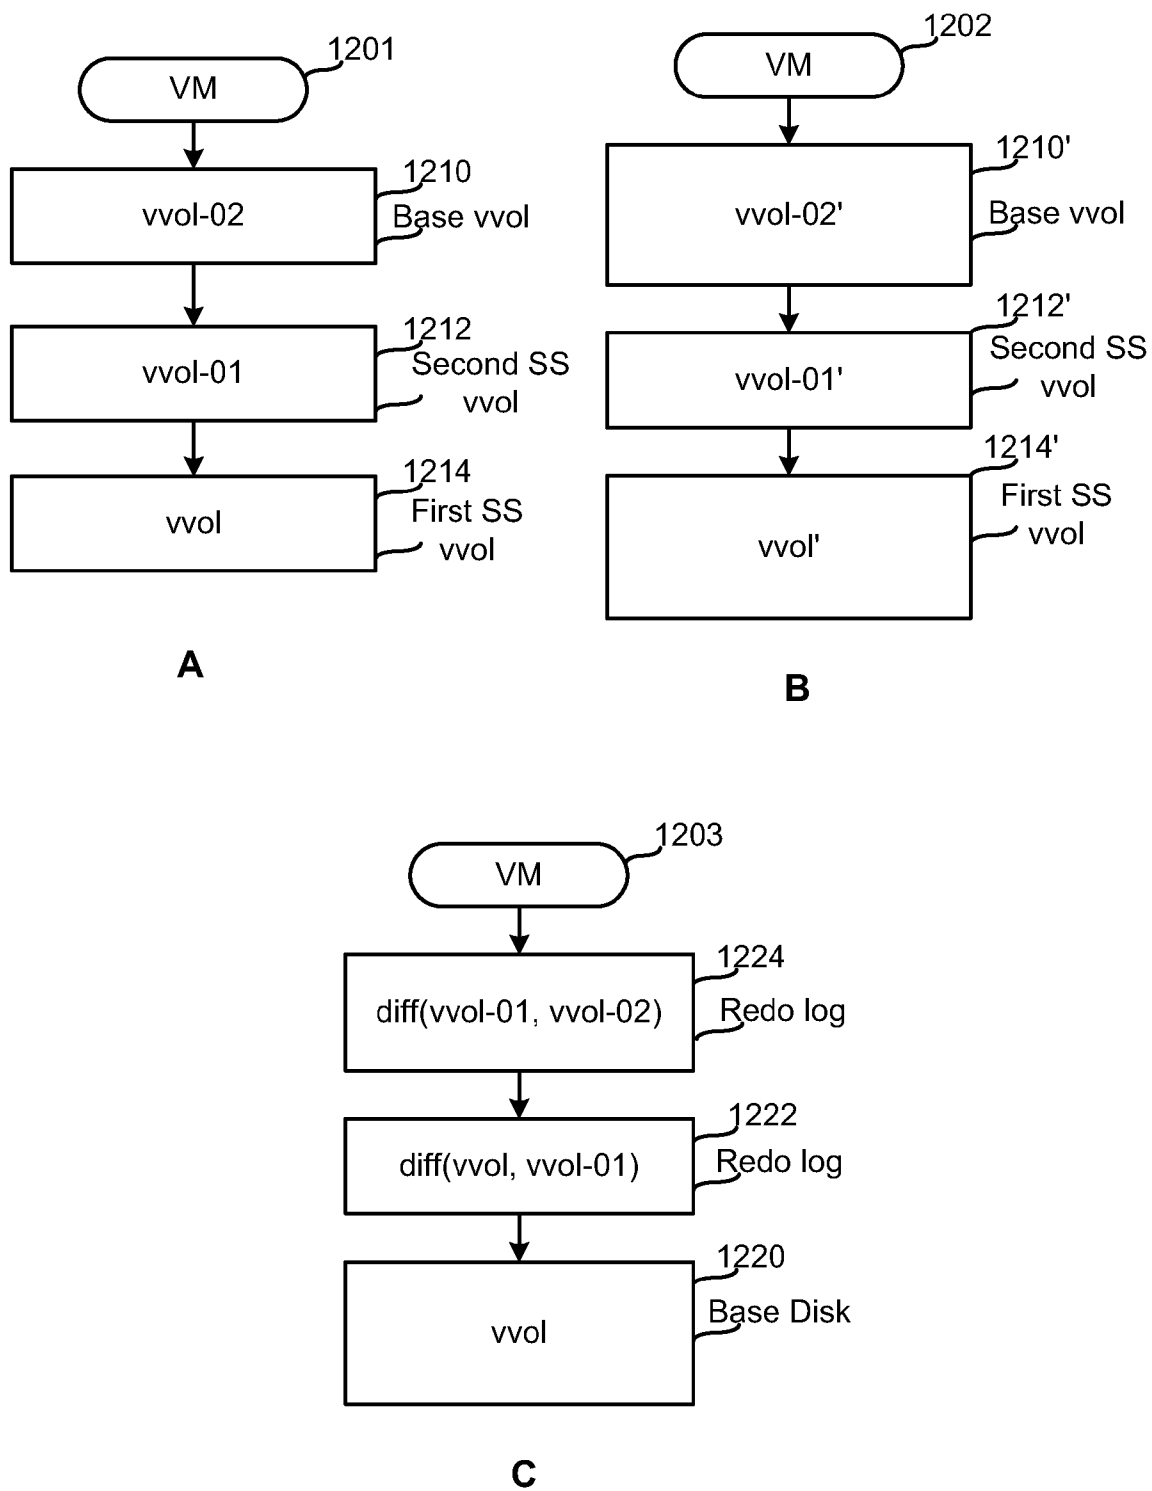 1201
VM
1210
vvol-02
Base vvol
1212
vvol-01
Second SS
vvol
1214
vvol
First SS
vvol
A
1202
VM
1210'
vvol-02'
Base vvol
1212'
vvol-01'
Second SS
vvol
1214'
First SS
vvol
vvol'
B
1203
VM
1224
diff(vvol-01, vvol-02)
Redo log
1222
diff(vvol, vvol-01)
Redo log
1220
Base Disk
vvol
C